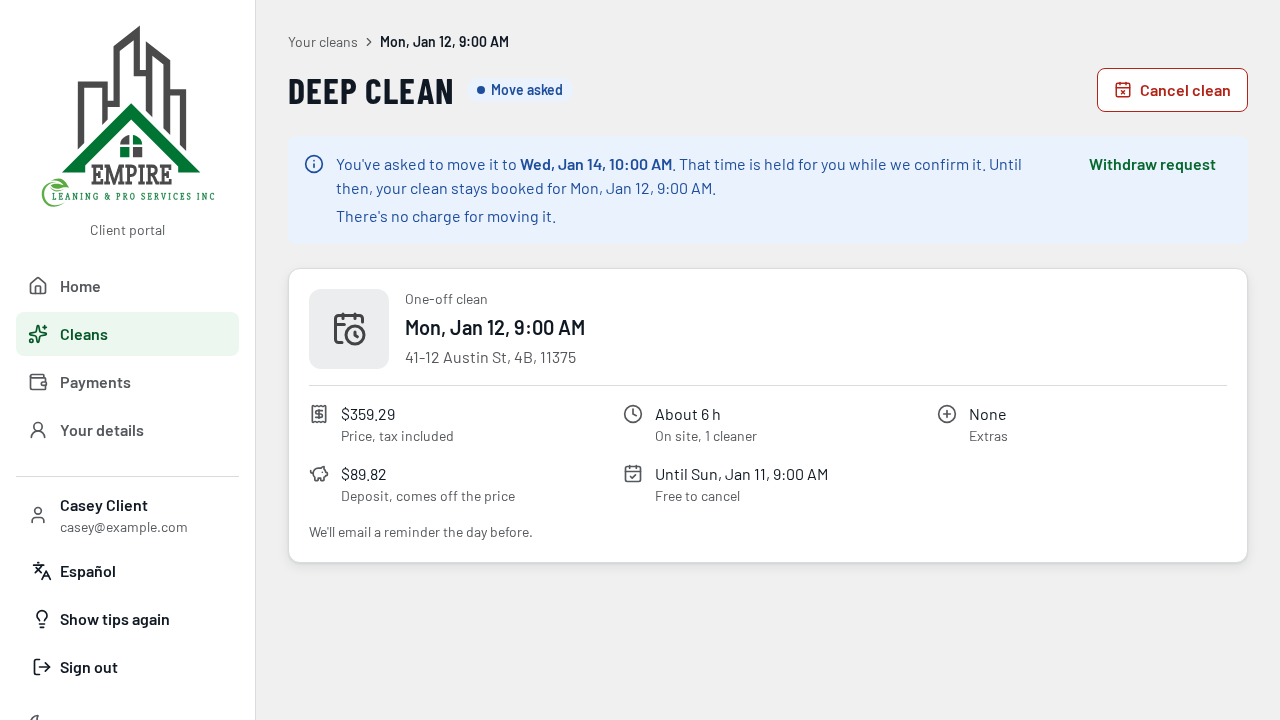 EMPIRE
LEANING & PRO SERVICES INC
Client portal
Home
Cleans
Payments
Your details
Casey Client
casey@example.com
Español
Show tips again
Sign out
Your cleans > Mon, Jan 12, 9:00 AM
DEEP CLEAN
Move asked
Cancel clean
You've asked to move it to Wed, Jan 14, 10:00 AM. That time is held for you while we confirm it. Until
then, your clean stays booked for Mon, Jan 12, 9:00 AM.
There's no charge for moving it.
Withdraw request
One-off clean
Mon, Jan 12, 9:00 AM
41-12 Austin St, 4B, 11375
$359.29
Price, tax included
About 6 h
On site, 1 cleaner
None
Extras
$89.82
Deposit, comes off the price
Until Sun, Jan 11, 9:00 AM
Free to cancel
We'll email a reminder the day before.